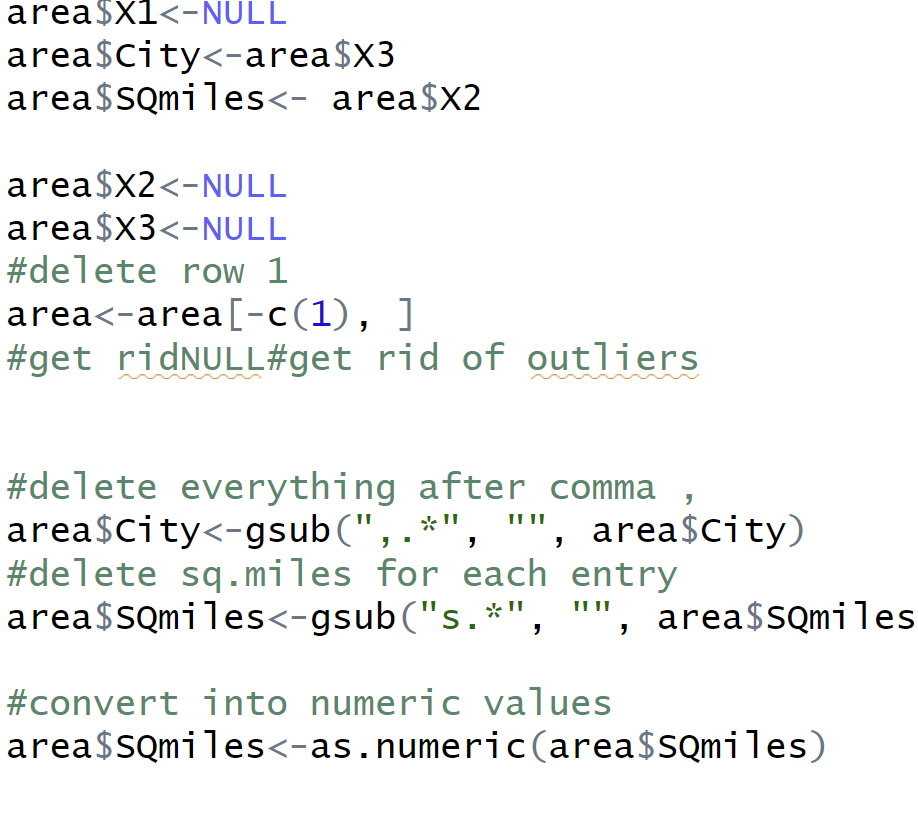 area$X1<-NULL
area$City<-area$X3
area$SQmiles<- area$X2
area$X2<-NULL
area$X3<-NULL
#delete row 1
area<-area[-c(1), ]
#get ridNULL#get rid of outliers
#delete everything after comma ,
area$City<-gsub(",.*", "", area$City)
#delete sq.miles for each entry
area$SQmiles<-gsub("s.*", "", area$SQmiles
#convert into numeric values
area$SQmiles<-as.numeric(area$SQmiles)